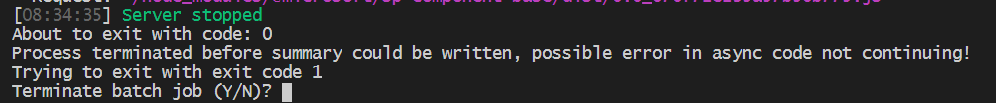 [08:34:35] Server stopped
About to exit with code: 0
Process terminated before summary could be written, possible error in async code not continuing!
Trying to exit with exit code 1
Terminate batch job (Y/N)?